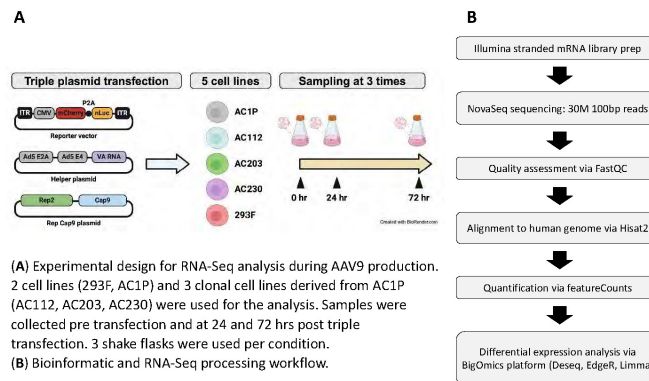 A
B
Triple plasmid transfection
5 cell lines
Sampling at 3 times
P2A
ITR CMV mCherry nLuc ITR
Reporter vector
Ad5 E2A Ad5 E4 VA RNA
Helper plasmid
Rep2 Cap9
Rep Cap9 plasmid
AC1P
AC112
AC203
AC230
293F
0 hr 24 hr 72 hr
Created with BioRender.com
(A) Experimental design for RNA-Seq analysis during AAV9 production.
2 cell lines (293F, AC1P) and 3 clonal cell lines derived from AC1P
(AC112, AC203, AC230) were used for the analysis. Samples were
collected pre transfection and at 24 and 72 hrs post triple
transfection. 3 shake flasks were used per condition.
(B) Bioinformatic and RNA-Seq processing workflow.
Illumina stranded mRNA library prep
NovaSeq sequencing: 30M 100bp reads
Quality assessment via FastQC
Alignment to human genome via Hisat2
Quantification via featureCounts
Differential expression analysis via
BigOmics platform (Deseq, EdgeR, Limma